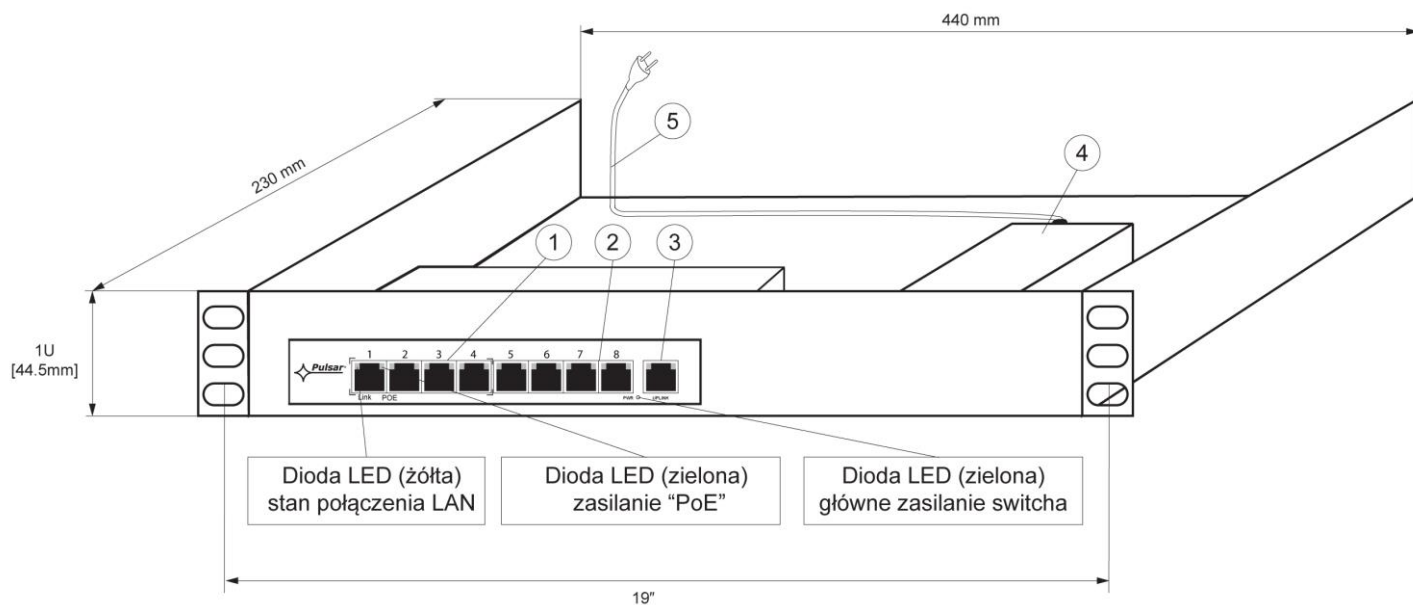 440 mm
5
4
230 mm
1
2
3
1U
[44.5mm]
1 2 3 4 5 6 7 8
Pulsar
Link POE PWR UPLINK
Dioda LED (żółta)
stan połączenia LAN
Dioda LED (zielona)
zasilanie “PoE”
Dioda LED (zielona)
główne zasilanie switcha
19″